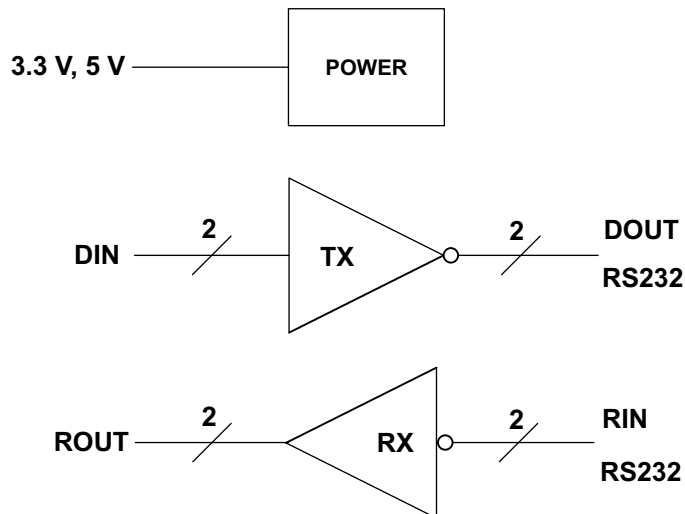 3.3 V, 5 V
POWER
2
2
DOUT
DIN
TX
RS232
2
2
RIN
ROUT
RX
RS232